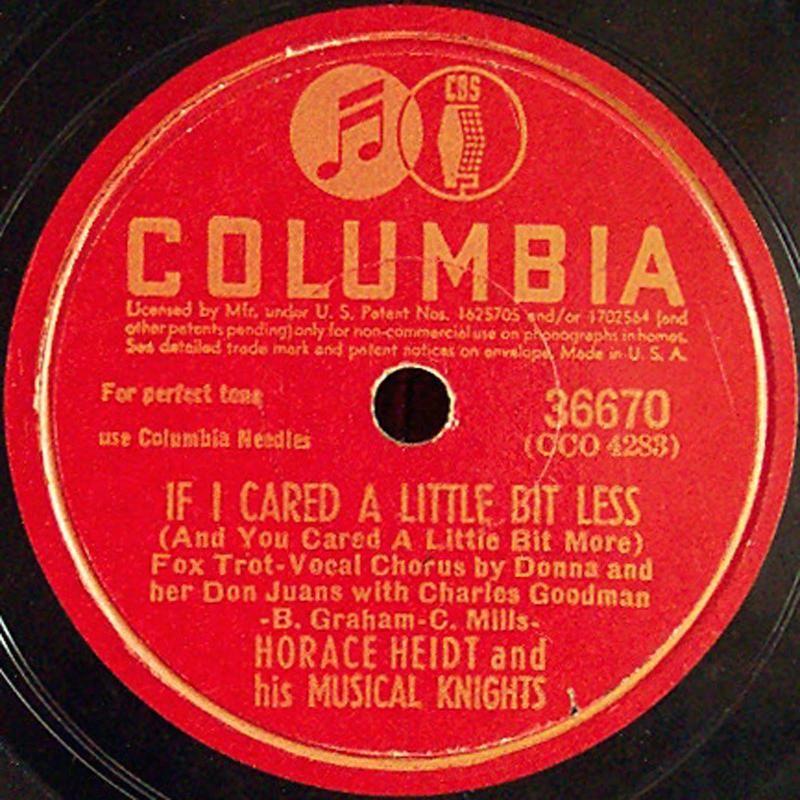 CBS
COLUMBIA
Licensed by Mfr. under U. S. Patent Nos. 1625705 and/or 1702564 (and
other patents pending) only for non-commercial use on phonographs in homes.
See detailed trade mark and patent notices on envelope. Made in U. S. A.
For perfect tone
36670
use Columbia Needles
(CCO 4283)
IF I CARED A LITTLE BIT LESS
(And You Cared A Little Bit More)
Fox Trot-Vocal Chorus by Donna and
her Don Juans with Charles Goodman
-B. Graham-C. Mills-
HORACE HEIDT and
his MUSICAL KNIGHTS